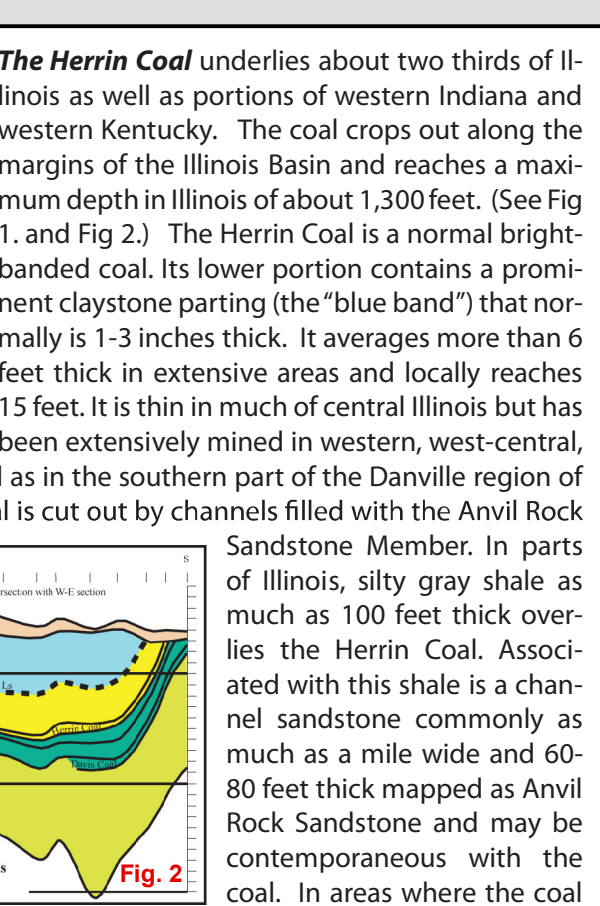 The Herrin Coal underlies about two thirds of Il-
linois as well as portions of western Indiana and
western Kentucky. The coal crops out along the
margins of the Illinois Basin and reaches a maxi-
mum depth in Illinois of about 1,300 feet. (See Fig
1. and Fig 2.) The Herrin Coal is a normal bright-
banded coal. Its lower portion contains a promi-
nent claystone parting (the “blue band”) that nor-
mally is 1-3 inches thick. It averages more than 6
feet thick in extensive areas and locally reaches
15 feet. It is thin in much of central Illinois but has
been extensively mined in western, west-central,
as in the southern part of the Danville region of
is cut out by channels filled with the Anvil Rock
Sandstone Member. In parts
of Illinois, silty gray shale as
much as 100 feet thick over-
lies the Herrin Coal. Associ-
ated with this shale is a chan-
nel sandstone commonly as
much as a mile wide and 60-
80 feet thick mapped as Anvil
Rock Sandstone and may be
contemporaneous with the
coal. In areas where the coal
S
section with W-E section
Ls
Herrin Coal
Davis Coal
Fig. 2